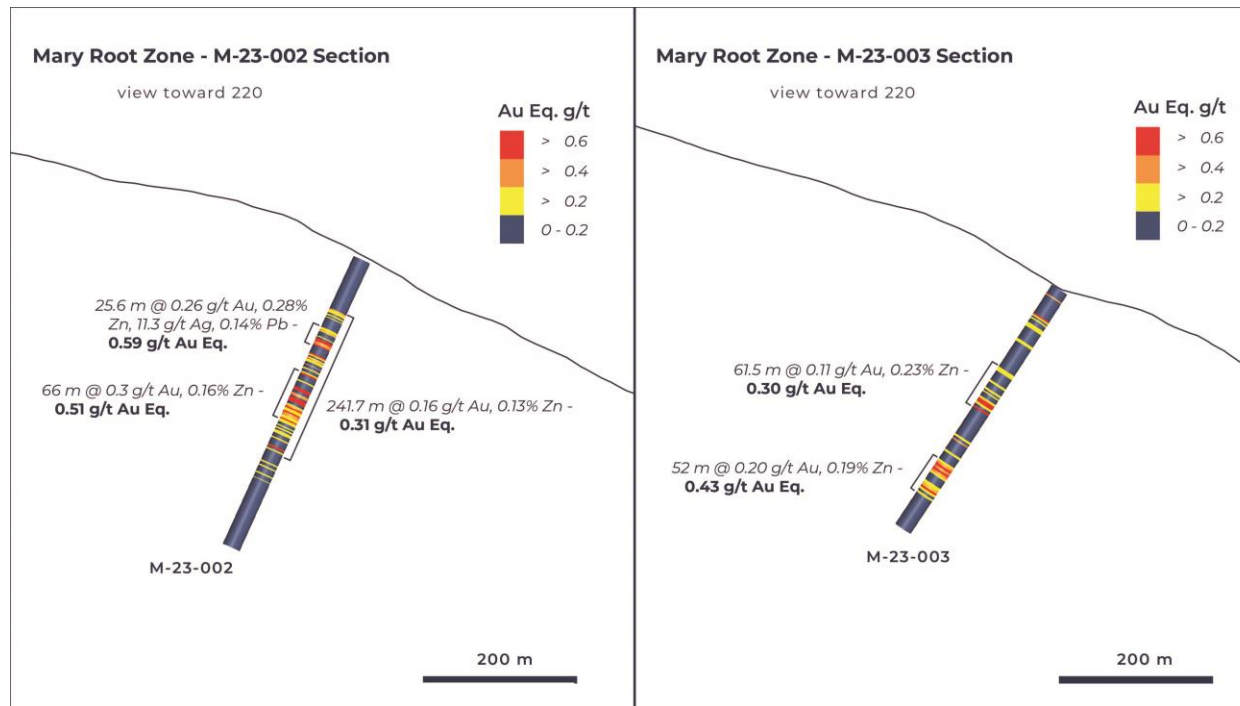 Mary Root Zone - M-23-002 Section
view toward 220
Au Eq. g/t
> 0.6
> 0.4
> 0.2
0 - 0.2
25.6 m @ 0.26 g/t Au, 0.28%
Zn, 11.3 g/t Ag, 0.14% Pb -
0.59 g/t Au Eq.
66 m @ 0.3 g/t Au, 0.16% Zn -
0.51 g/t Au Eq.
241.7 m @ 0.16 g/t Au, 0.13% Zn -
0.31 g/t Au Eq.
M-23-002
200 m
Mary Root Zone - M-23-003 Section
view toward 220
Au Eq. g/t
> 0.6
> 0.4
> 0.2
0 - 0.2
61.5 m @ 0.11 g/t Au, 0.23% Zn -
0.30 g/t Au Eq.
52 m @ 0.20 g/t Au, 0.19% Zn -
0.43 g/t Au Eq.
M-23-003
200 m